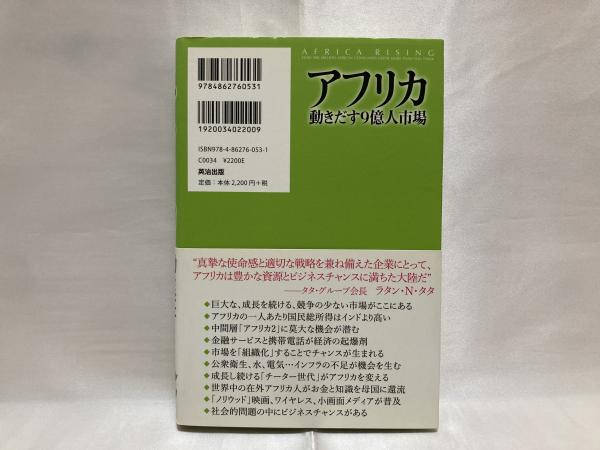 AFRICA RISING
HOW 900 MILLION AFRICAN CONSUMERS OFFER MORE THAN YOU THINK
アフリカ
動きだす9億人市場
9784862760531
1920034022009
ISBN978-4-86276-053-1
C0034 ¥2200E
英治出版
定価：本体2,200円+税
“真摯な使命感と適切な戦略を兼ね備えた企業にとって、
アフリカは豊かな資源とビジネスチャンスに満ちた大陸だ”
——タタ・グループ会長 ラタン・N・タタ
◆巨大な、成長を続ける、競争の少ない市場がここにある
◆アフリカの一人あたり国民総所得はインドより高い
◆中間層「アフリカ2」に莫大な機会が潜む
◆金融サービスと携帯電話が経済の起爆剤
◆市場を「組織化」することでチャンスが生まれる
◆公衆衛生、水、電気…インフラの不足が機会を生む
◆成長し続ける「チーター世代」がアフリカを変える
◆世界中の在外アフリカ人がお金と知識を母国に還流
◆「ノリウッド」映画、ワイヤレス、小画面メディアが普及
◆社会的問題の中にビジネスチャンスがある